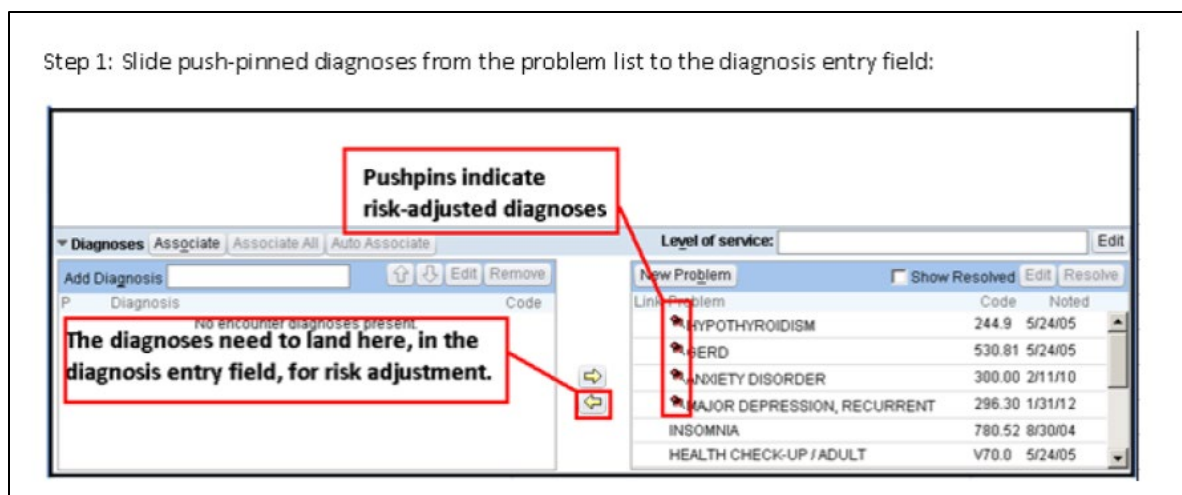 Step 1: Slide push-pinned diagnoses from the problem list to the diagnosis entry field:
Pushpins indicate
risk-adjusted diagnoses
Diagnoses Associate Associate All Auto Associate
Level of service: Edit
Add Diagnosis Edit Remove
New Problem Show Resolved Edit Resolve
P Diagnosis Code
Link Problem Code Noted
No encounter diagnoses present.
The diagnoses need to land here, in the
diagnosis entry field, for risk adjustment.
HYPOTHYROIDISM 244.9 5/24/05
GERD 530.81 5/24/05
ANXIETY DISORDER 300.00 2/11/10
MAJOR DEPRESSION, RECURRENT 296.30 1/31/12
INSOMNIA 780.52 8/30/04
HEALTH CHECK-UP / ADULT V70.0 5/24/05